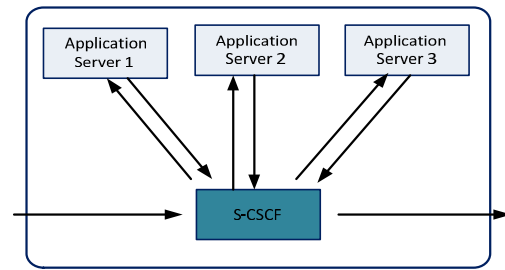 Application
Server 1
Application
Server 2
Application
Server 3
S-CSCF